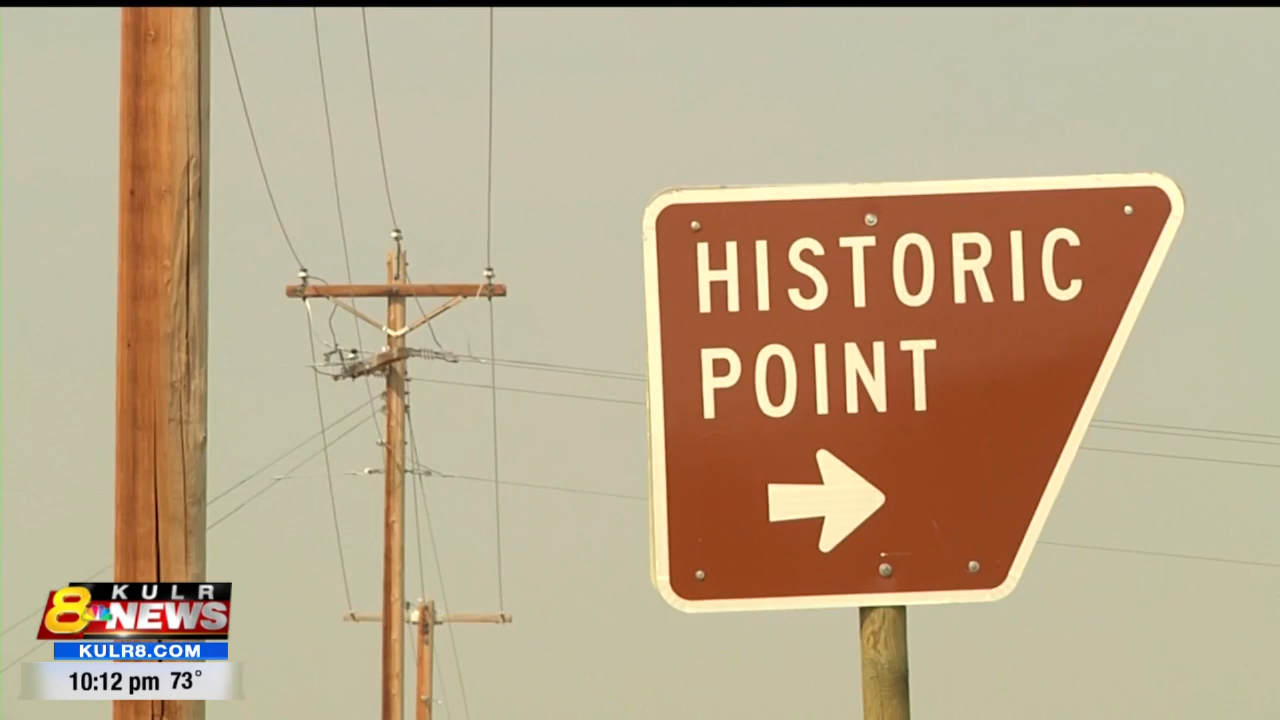 HISTORIC
POINT
8 KULR
NEWS
KULR8.COM
10:12 pm 73°